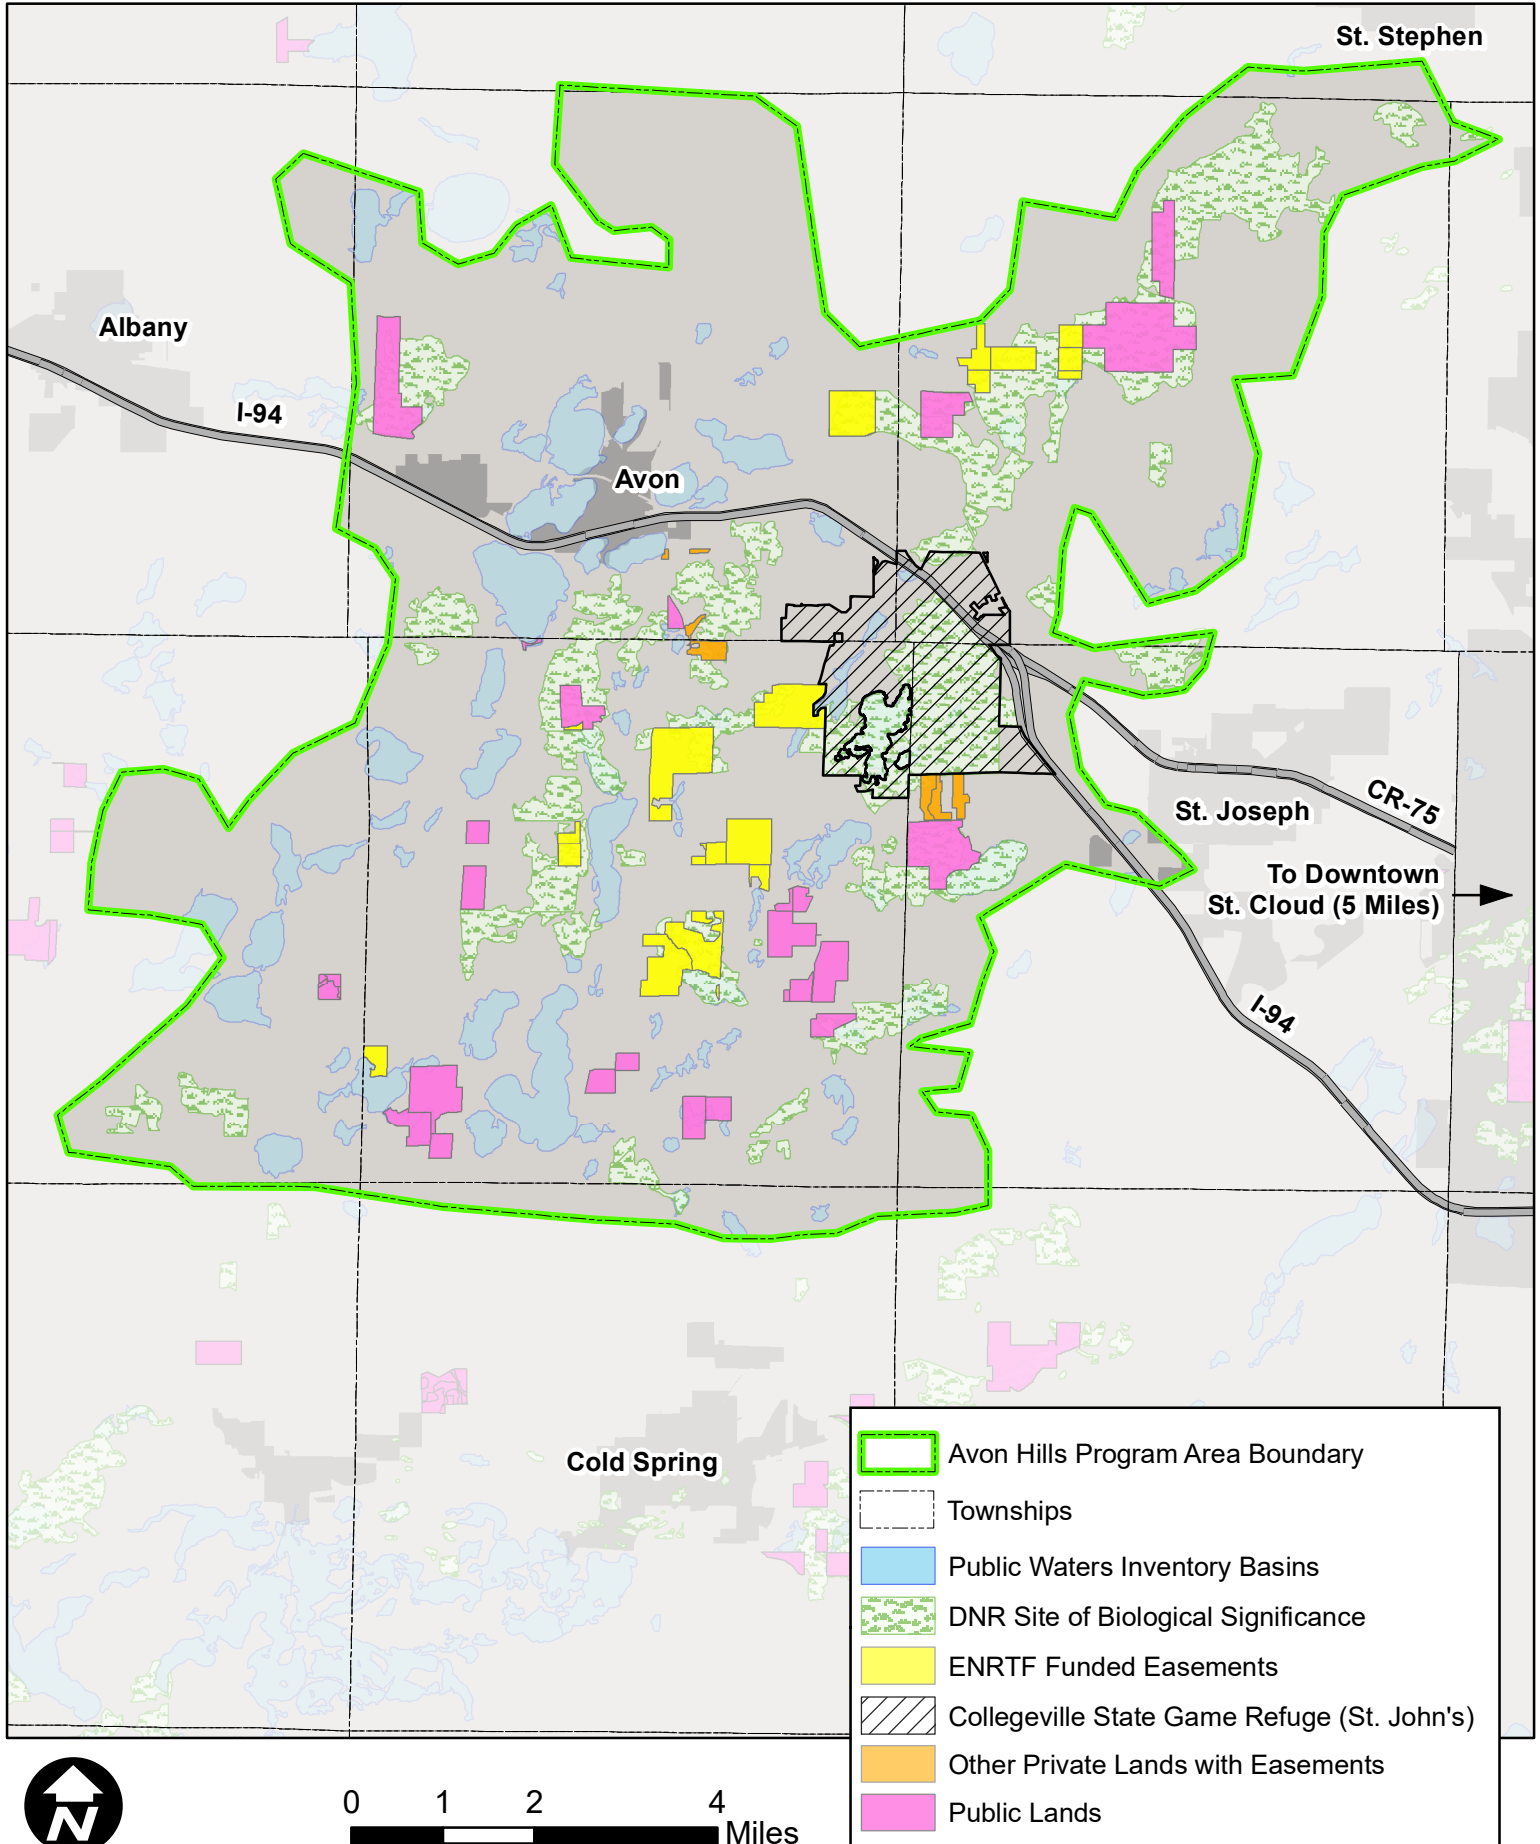 St. Stephen
Albany
I-94
Avon
St. Joseph
CR-75
To Downtown
St. Cloud (5 Miles)
I-94
Cold Spring
Avon Hills Program Area Boundary
Townships
Public Waters Inventory Basins
DNR Site of Biological Significance
ENRTF Funded Easements
Collegeville State Game Refuge (St. John's)
Other Private Lands with Easements
Public Lands
N
0 1 2 4
Miles